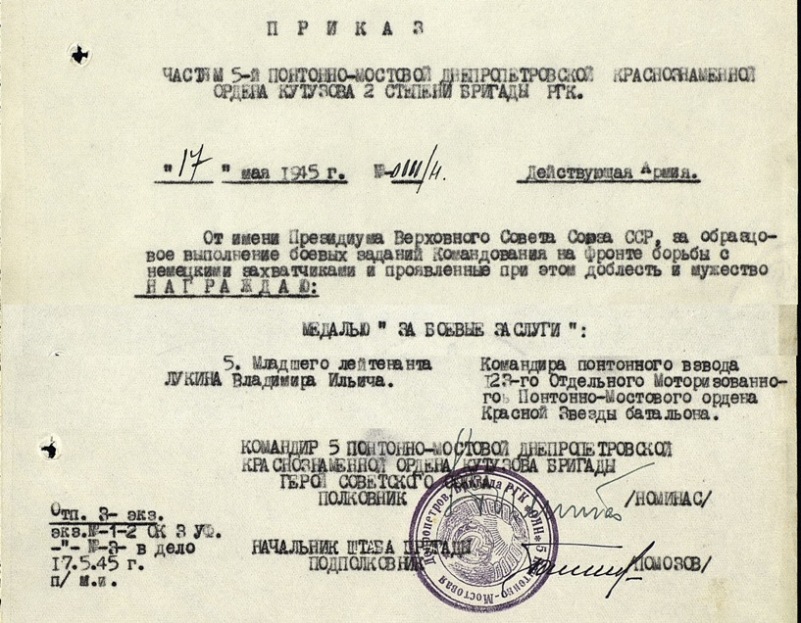 ПРИКАЗ
ЧАСТЯМ 5-Й ПОНТОННО-МОСТОВОЙ ДНЕПРОПЕТРОВСКОЙ КРАСНОЗНАМЕННОЙ
ОРДЕНА КУТУЗОВА 2 СТЕПЕНИ БРИГАДЫ РГК.
"17" мая 1945 г. № /н. Действующая Армия.
От имени Президиума Верховного Совета Союза ССР, за образцо-
вое выполнение боевых заданий Командования на фронте борьбы с
немецкими захватчиками и проявленные при этом доблесть и мужество
НАГРАЖДАЮ:
МЕДАЛЬЮ " ЗА БОЕВЫЕ ЗАСЛУГИ ":
5. Младшего лейтенанта Командира понтонного взвода
ЛУКИНА Владимира Ильича. 123-го Отдельного Моторизованно-
го Понтонно-Мостового ордена
Красной Звезды батальона.
КОМАНДИР 5 ПОНТОННО-МОСТОВОЙ ДНЕПРОПЕТРОВСКОЙ
КРАСНОЗНАМЕННОЙ ОРДЕНА КУТУЗОВА БРИГАДЫ
ГЕРОЙ СОВЕТСКОГО
ПОЛКОВНИК /НОМИНАС/
Отп. 3- экз.
экз.№-1-2 ОК 3 УФ.
-"- №-3- в дело
17.5.45 г.
п/ м.и.
НАЧАЛЬНИК ШТАБА БРИГАДЫ
ПОДПОЛКОВНИК /ПОМОЗОВ/